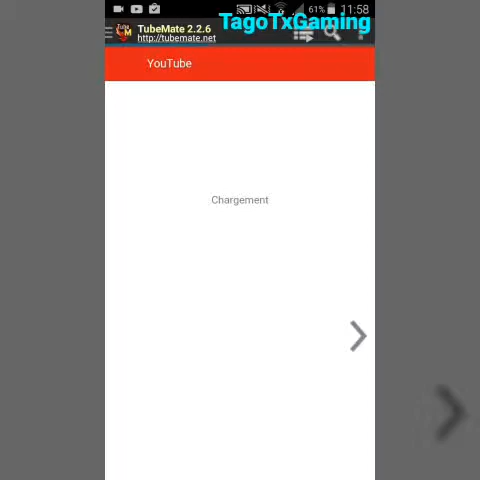 61% 11:58
TagoTxGaming
TubeMate 2.2.6
http://tubemate.net
YouTube
Chargement